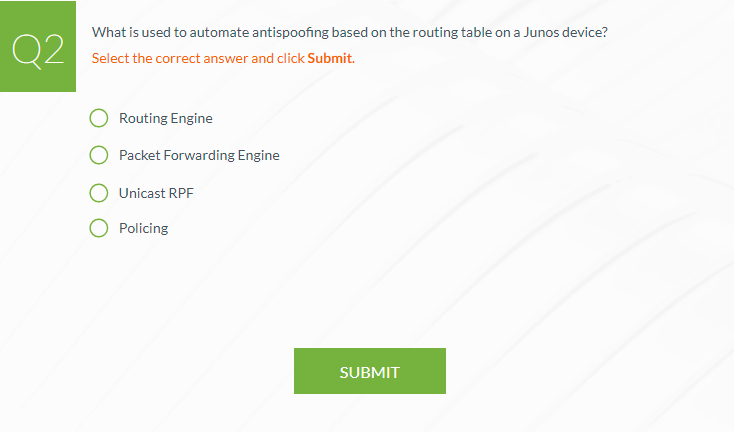 Q2
What is used to automate antispoofing based on the routing table on a Junos device?
Select the correct answer and click Submit.
Routing Engine
Packet Forwarding Engine
Unicast RPF
Policing
SUBMIT